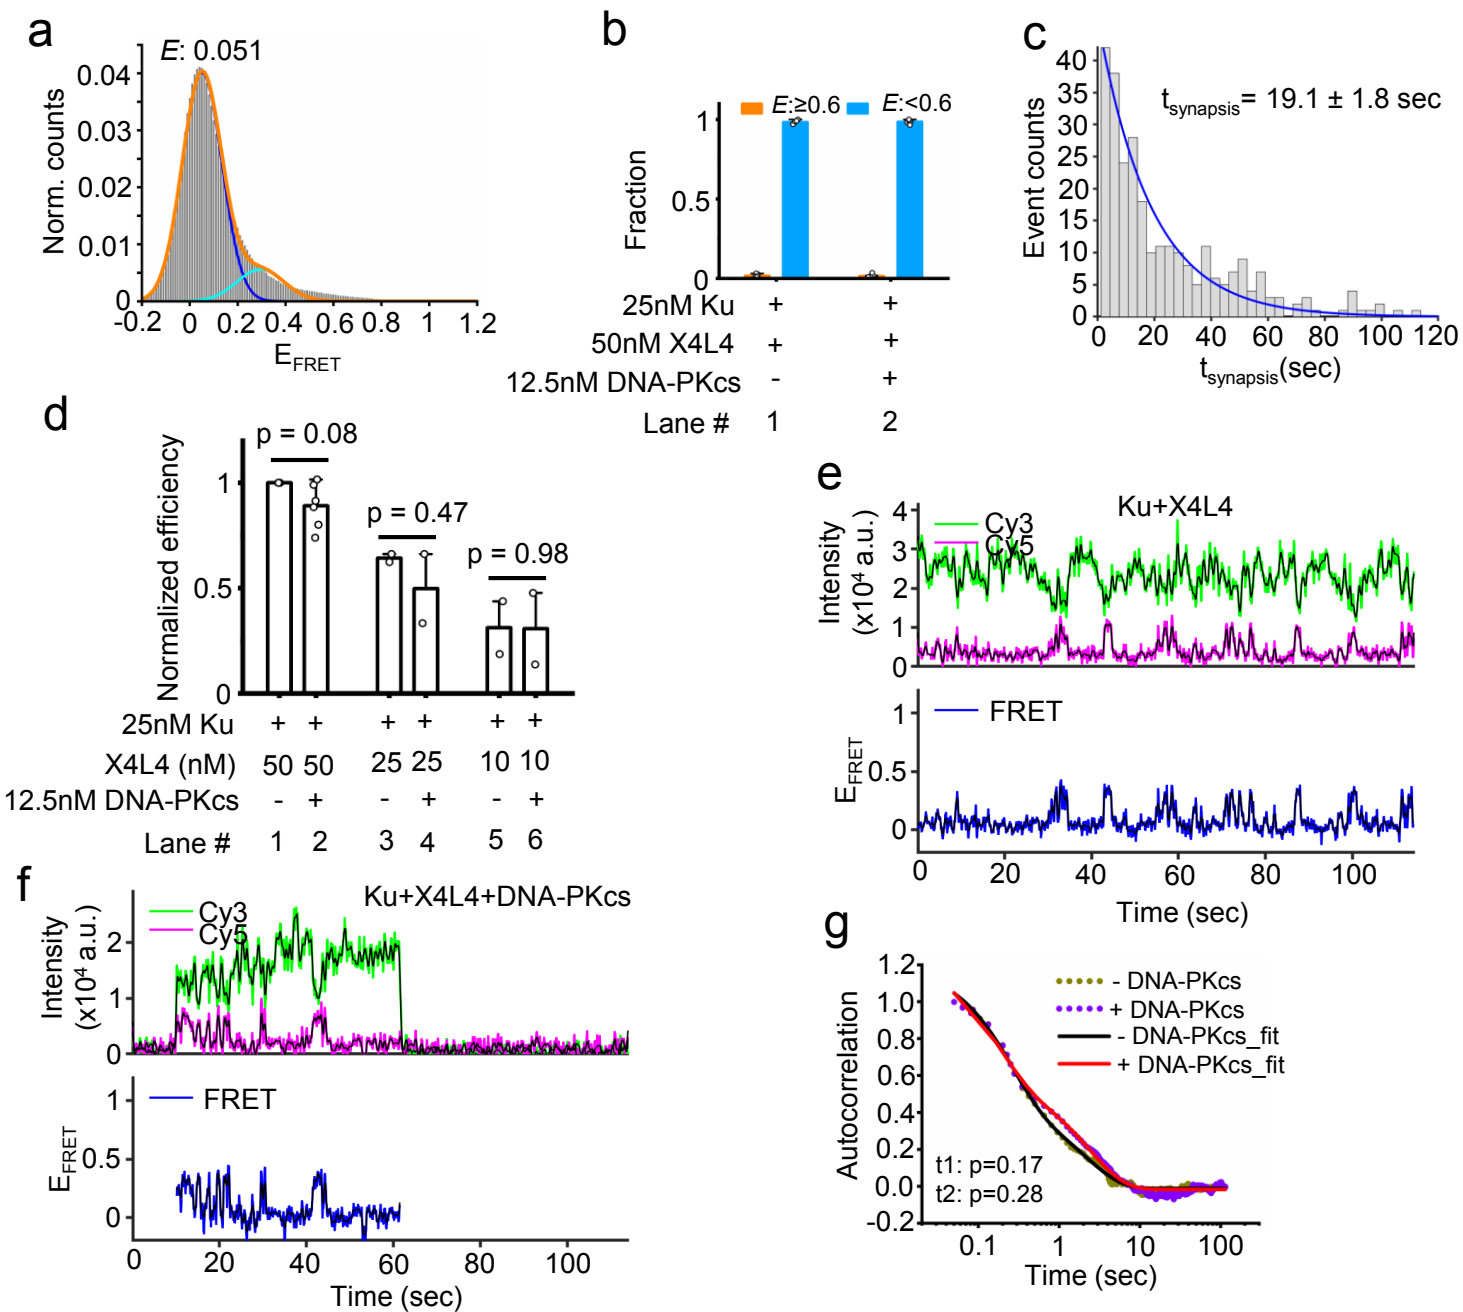 a
E: 0.051
Norm. counts
0.04
0.03
0.02
0.01
0
-0.2 0 0.2 0.4 0.6 0.8 1 1.2
E_FRET
b
E:≥0.6 E:<0.6
Fraction
1
0.5
0
25nM Ku + +
50nM X4L4 + +
12.5nM DNA-PKcs - +
Lane # 1 2
c
t_synapsis= 19.1 ± 1.8 sec
Event counts
40
35
30
25
20
15
10
5
0
0 20 40 60 80 100 120
t_synapsis(sec)
d
Normalized efficiency
p = 0.08
p = 0.47
p = 0.98
1
0.5
0
25nM Ku + + + + + +
X4L4 (nM) 50 50 25 25 10 10
12.5nM DNA-PKcs - + - + - +
Lane # 1 2 3 4 5 6
e
Ku+X4L4
Cy3
Cy5
Intensity
(x10⁴ a.u.)
4
3
2
1
0
FRET
E_FRET
1
0.5
0
0 20 40 60 80 100
Time (sec)
f
Ku+X4L4+DNA-PKcs
Cy3
Cy5
Intensity
(x10⁴ a.u.)
2
1
0
FRET
E_FRET
1
0.5
0
0 20 40 60 80 100
Time (sec)
g
Autocorrelation
1.2
1.0
0.8
0.6
0.4
0.2
0.0
-0.2
- DNA-PKcs
+ DNA-PKcs
- DNA-PKcs_fit
+ DNA-PKcs_fit
t1: p=0.17
t2: p=0.28
0.1 1 10 100
Time (sec)